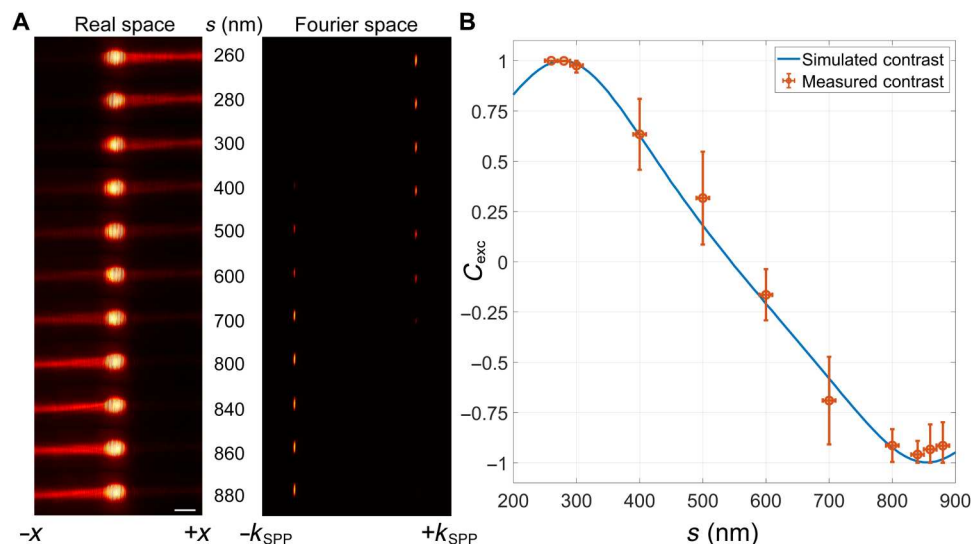 A
Real space
s (nm)
Fourier space
260
280
300
400
500
600
700
800
840
860
880
–x
+x
–kSPP
+kSPP
B
Simulated contrast
Measured contrast
1
0.75
0.5
0.25
0
–0.25
–0.5
–0.75
–1
Cexc
200
300
400
500
600
700
800
900
s (nm)